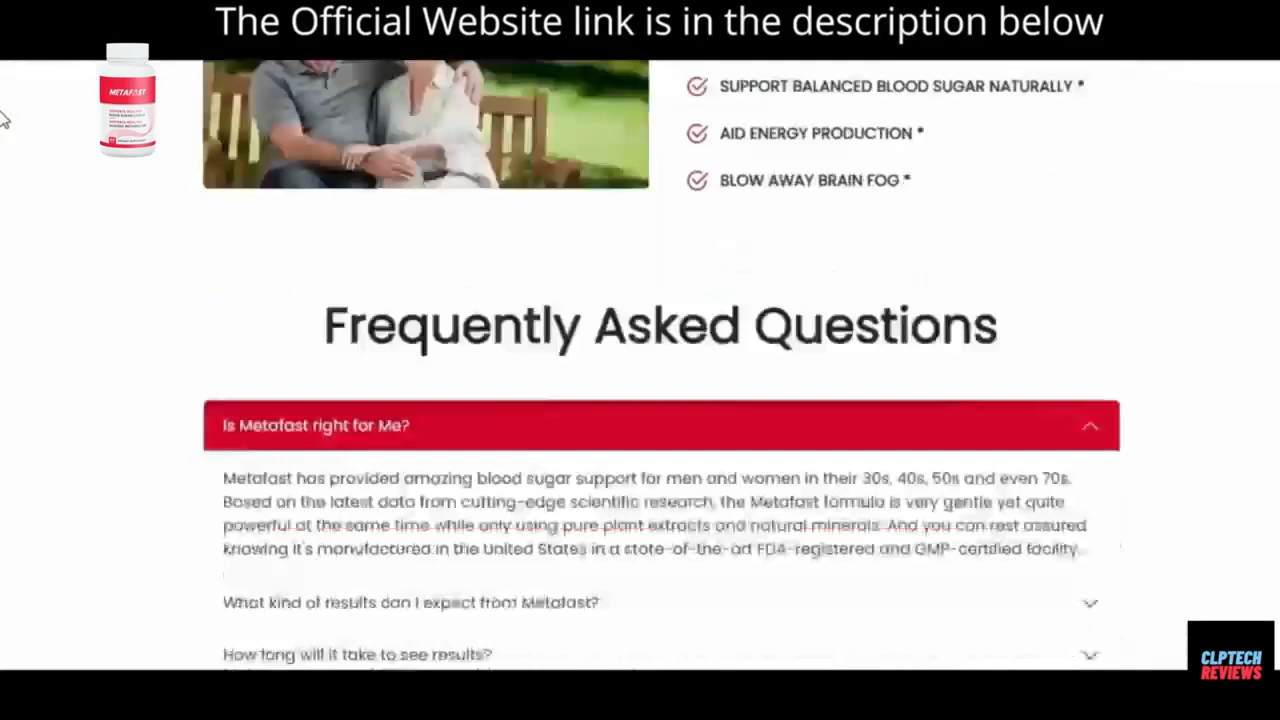 The Official Website link is in the description below
METAFAST
SUPPORT BALANCED BLOOD SUGAR NATURALLY *
AID ENERGY PRODUCTION *
BLOW AWAY BRAIN FOG *
Frequently Asked Questions
Is Metafast right for Me?
Metafast has provided amazing blood sugar support for men and women in their 30s, 40s, 50s and even 70s.
Based on the latest data from cutting-edge scientific research, the Metafast formula is very gentle yet quite
powerful at the same time while only using pure plant extracts and natural minerals. And you can rest assured
knowing it's manufactured in the United States in a state-of-the-art FDA-registered and GMP-certified facility.
What kind of results can I expect from Metafast?
How long will it take to see results?
CLPTECH
REVIEWS